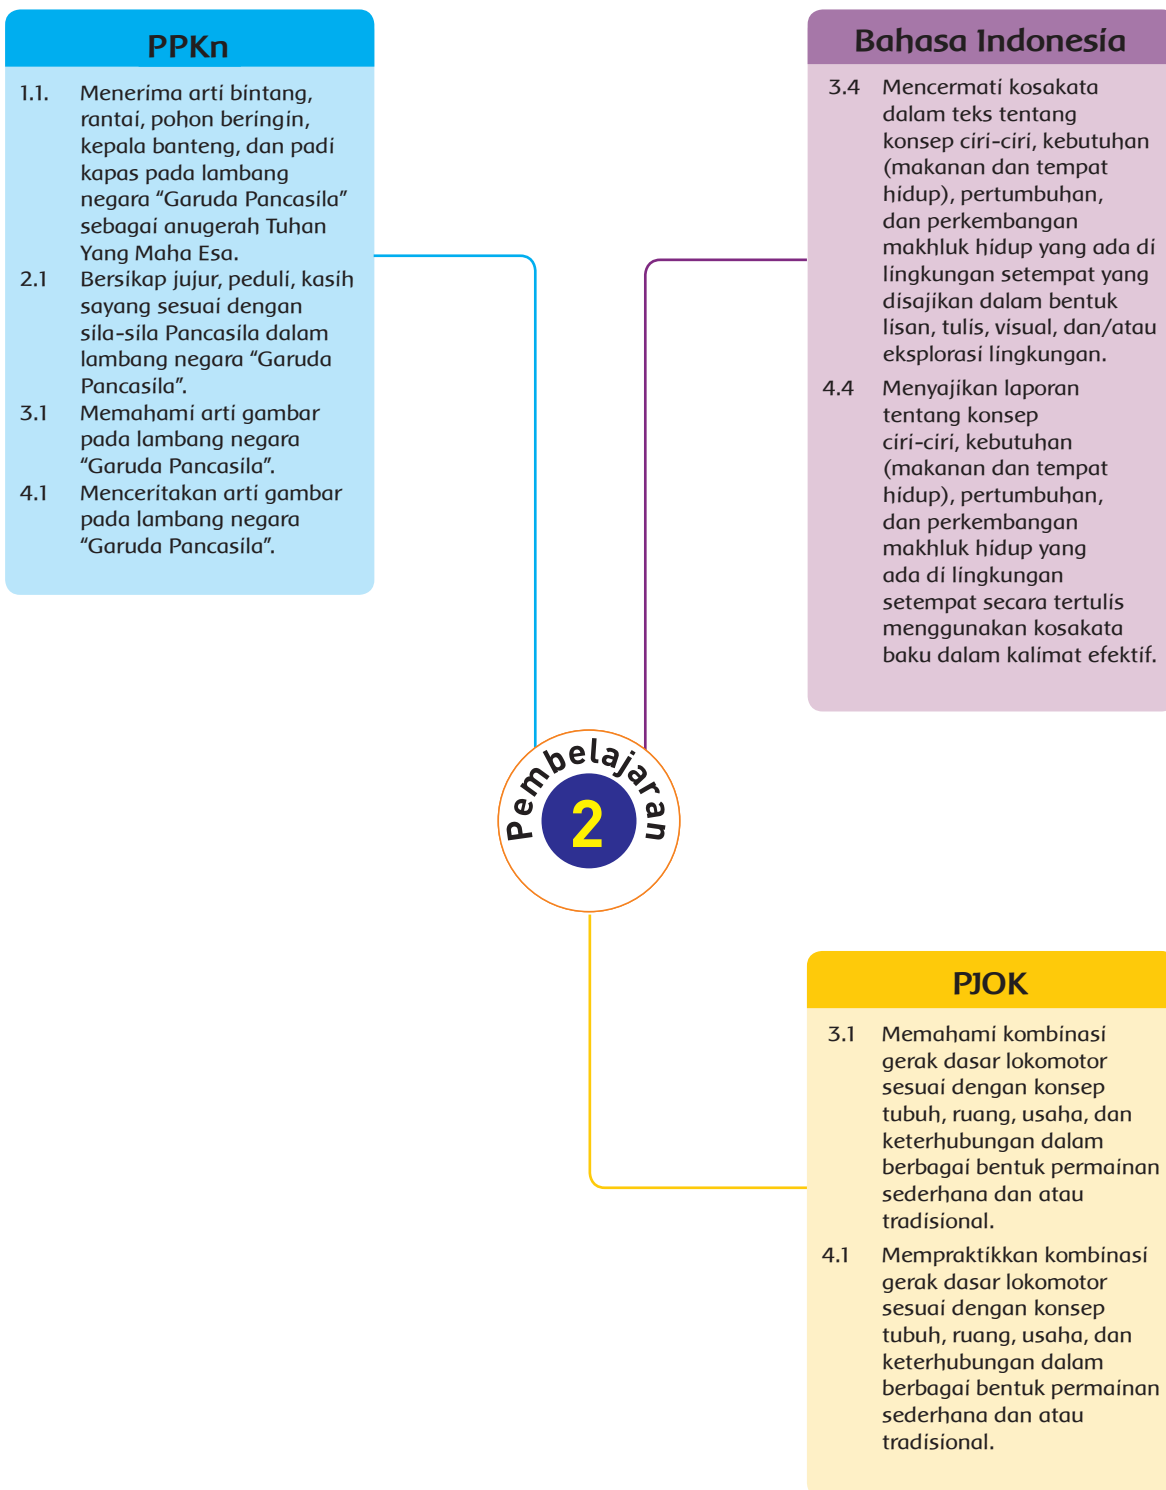 PPKn
1.1. Menerima arti bintang,
rantai, pohon beringin,
kepala banteng, dan padi
kapas pada lambang
negara “Garuda Pancasila”
sebagai anugerah Tuhan
Yang Maha Esa.
2.1 Bersikap jujur, peduli, kasih
sayang sesuai dengan
sila-sila Pancasila dalam
lambang negara “Garuda
Pancasila”.
3.1 Memahami arti gambar
pada lambang negara
“Garuda Pancasila”.
4.1 Menceritakan arti gambar
pada lambang negara
“Garuda Pancasila”.
Bahasa Indonesia
3.4 Mencermati kosakata
dalam teks tentang
konsep ciri-ciri, kebutuhan
(makanan dan tempat
hidup), pertumbuhan,
dan perkembangan
makhluk hidup yang ada di
lingkungan setempat yang
disajikan dalam bentuk
lisan, tulis, visual, dan/atau
eksplorasi lingkungan.
4.4 Menyajikan laporan
tentang konsep
ciri-ciri, kebutuhan
(makanan dan tempat
hidup), pertumbuhan,
dan perkembangan
makhluk hidup yang
ada di lingkungan
setempat secara tertulis
menggunakan kosakata
baku dalam kalimat efektif.
Pembelajaran
2
PJOK
3.1 Memahami kombinasi
gerak dasar lokomotor
sesuai dengan konsep
tubuh, ruang, usaha, dan
keterhubungan dalam
berbagai bentuk permainan
sederhana dan atau
tradisional.
4.1 Mempraktikkan kombinasi
gerak dasar lokomotor
sesuai dengan konsep
tubuh, ruang, usaha, dan
keterhubungan dalam
berbagai bentuk permainan
sederhana dan atau
tradisional.